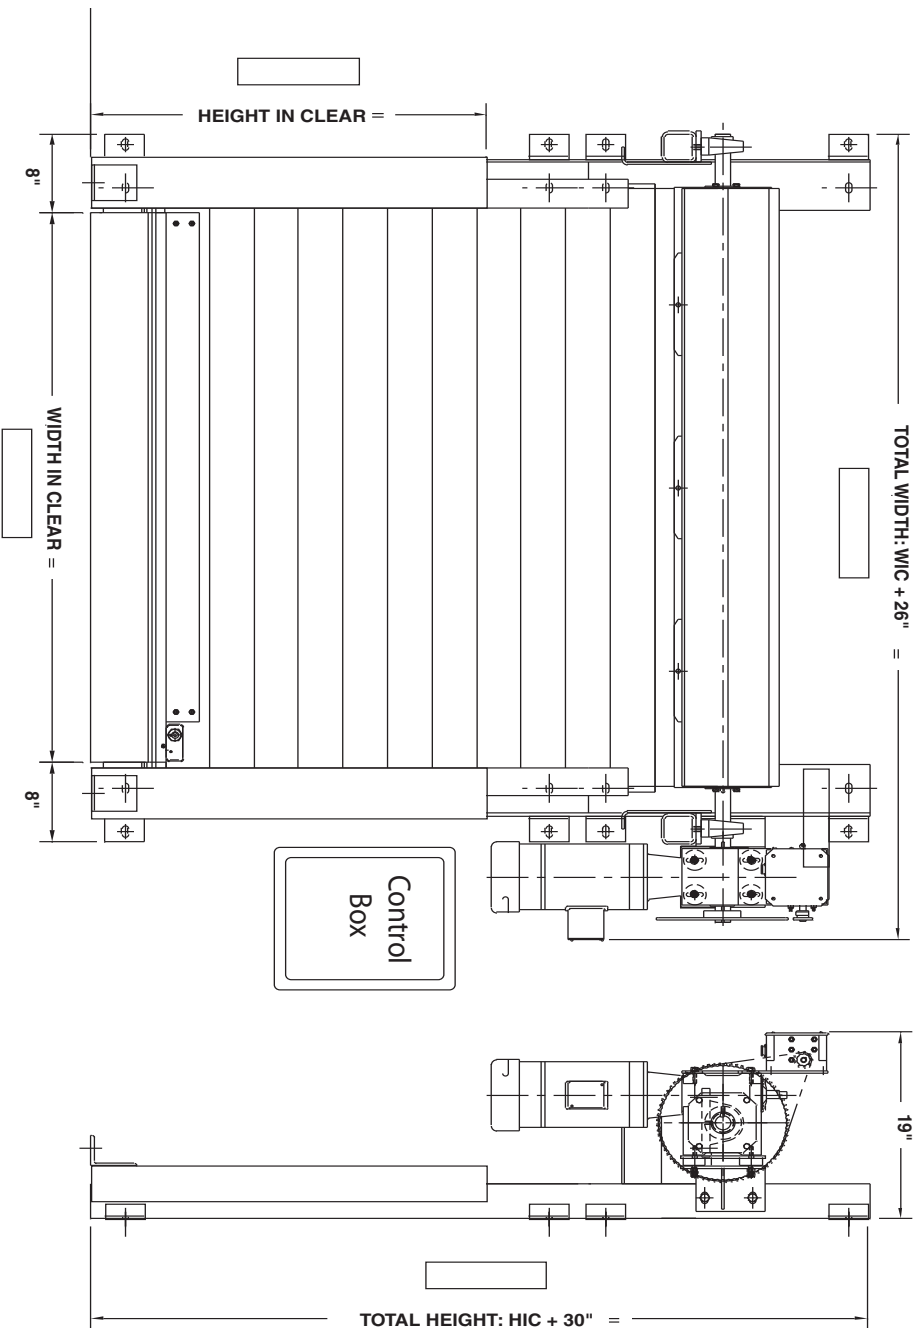 HEIGHT IN CLEAR =
8"
WIDTH IN CLEAR =
8"
TOTAL WIDTH: WIC + 26" =
Control
Box
19"
TOTAL HEIGHT: HIC + 30" =